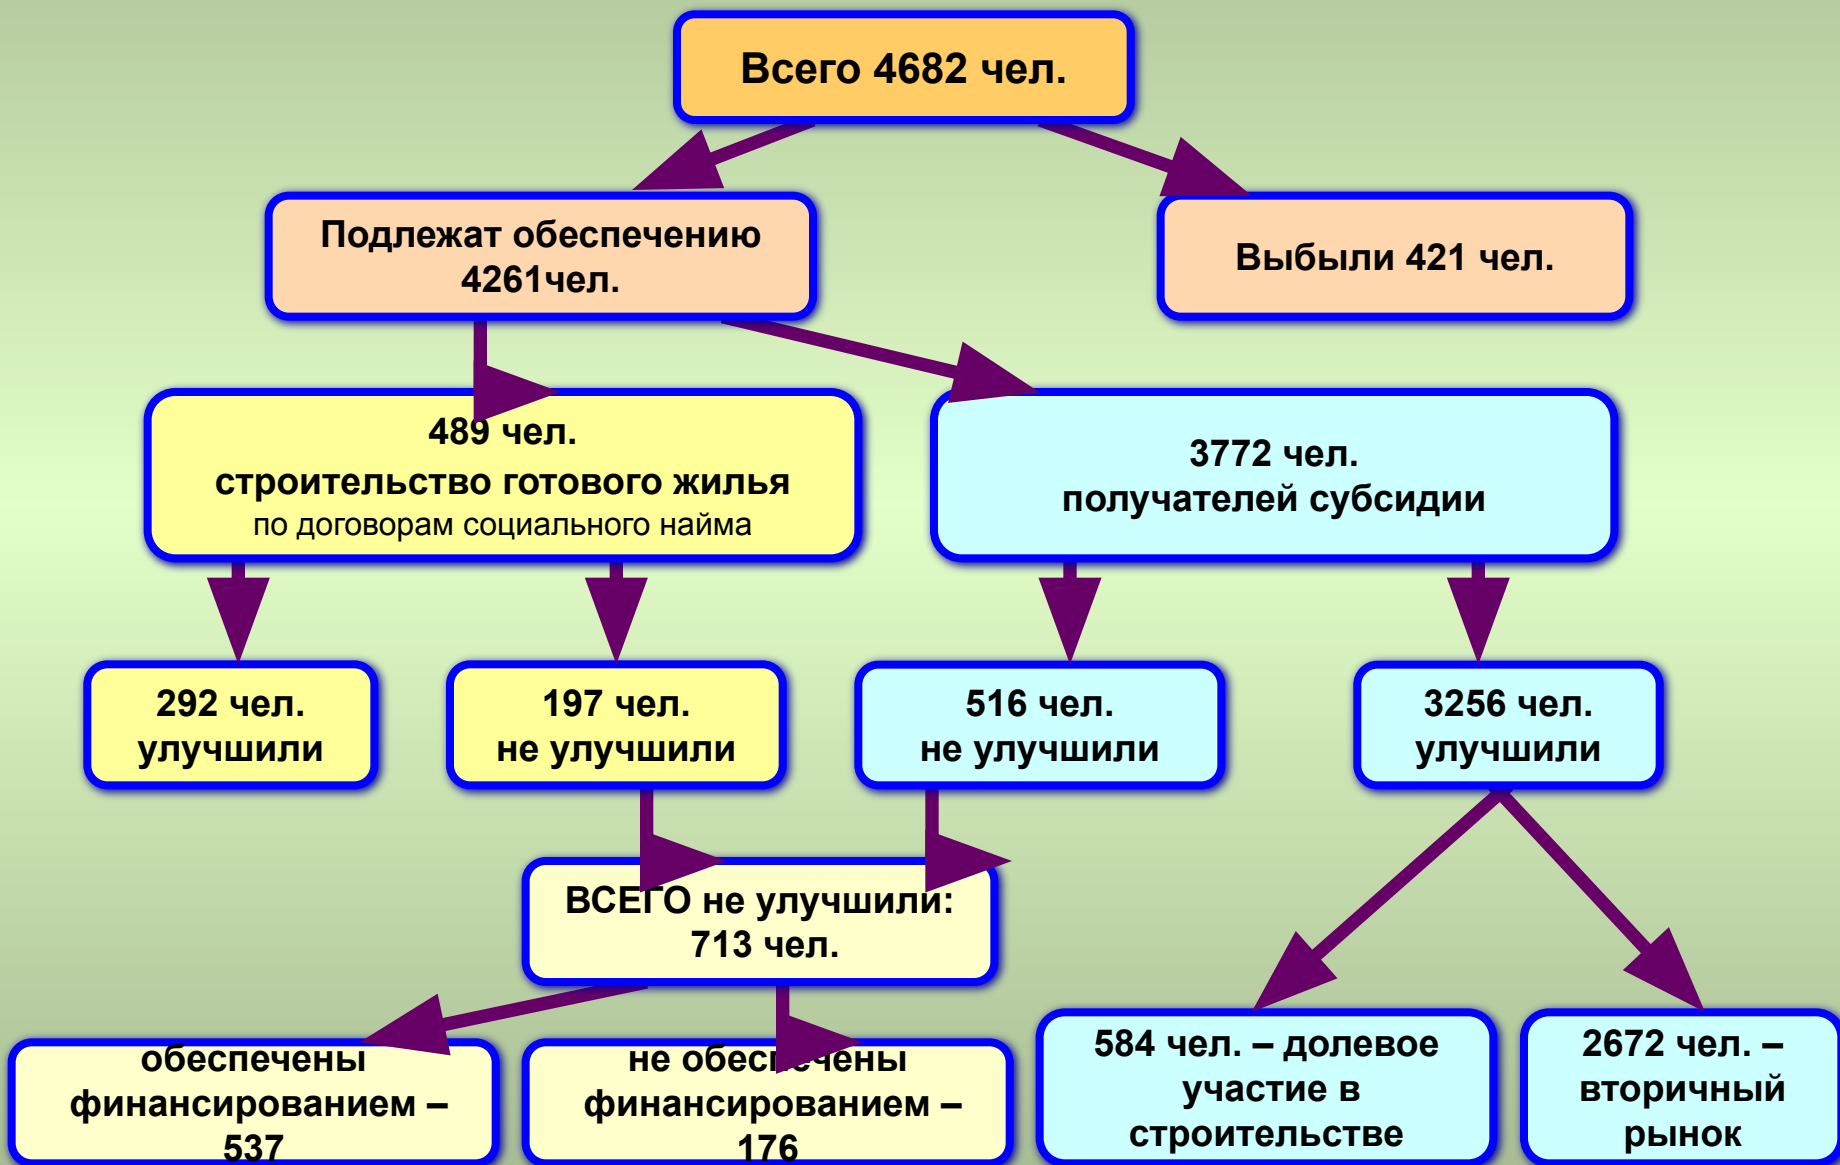 Всего 4682 чел.
Подлежат обеспечению
4261чел.
Выбыли 421 чел.
489 чел.
строительство готового жилья
по договорам социального найма
3772 чел.
получателей субсидии
292 чел.
улучшили
197 чел.
не улучшили
516 чел.
не улучшили
3256 чел.
улучшили
ВСЕГО не улучшили:
713 чел.
обеспечены
финансированием –
537
не обеспечены
финансированием –
176
584 чел. – долевое
участие в
строительстве
2672 чел. –
вторичный
рынок